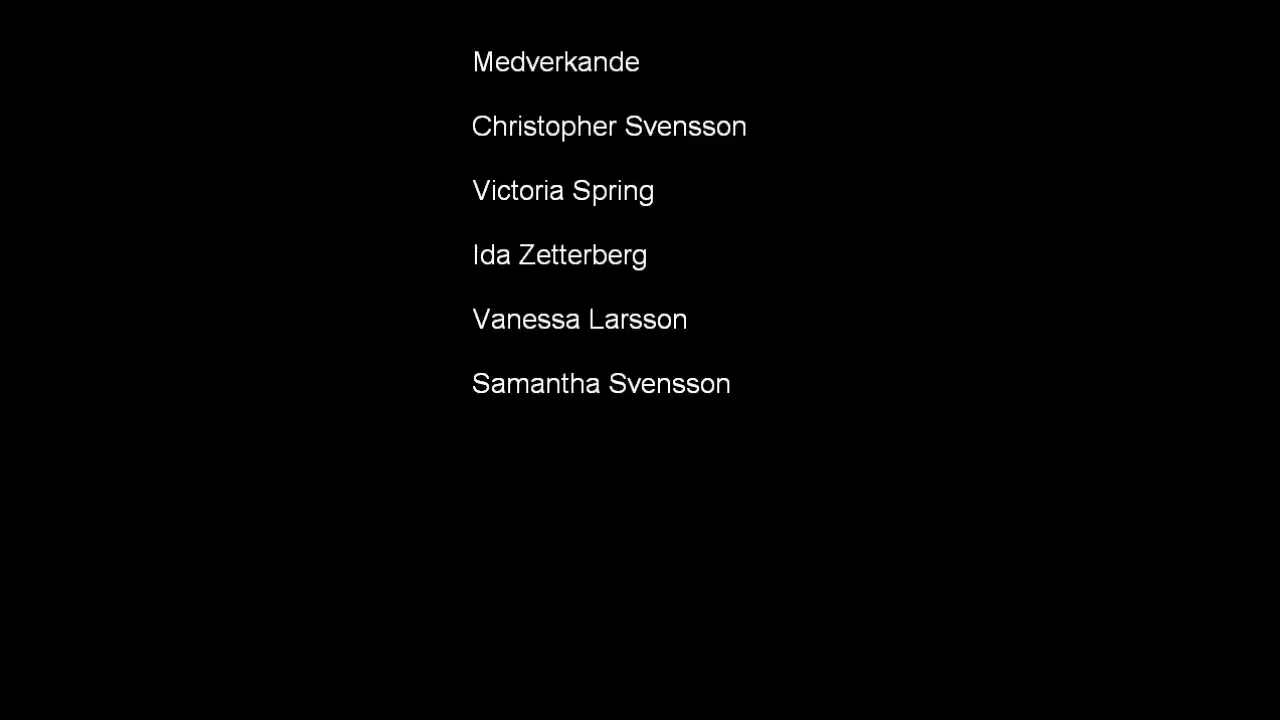 Medverkande
Christopher Svensson
Victoria Spring
Ida Zetterberg
Vanessa Larsson
Samantha Svensson